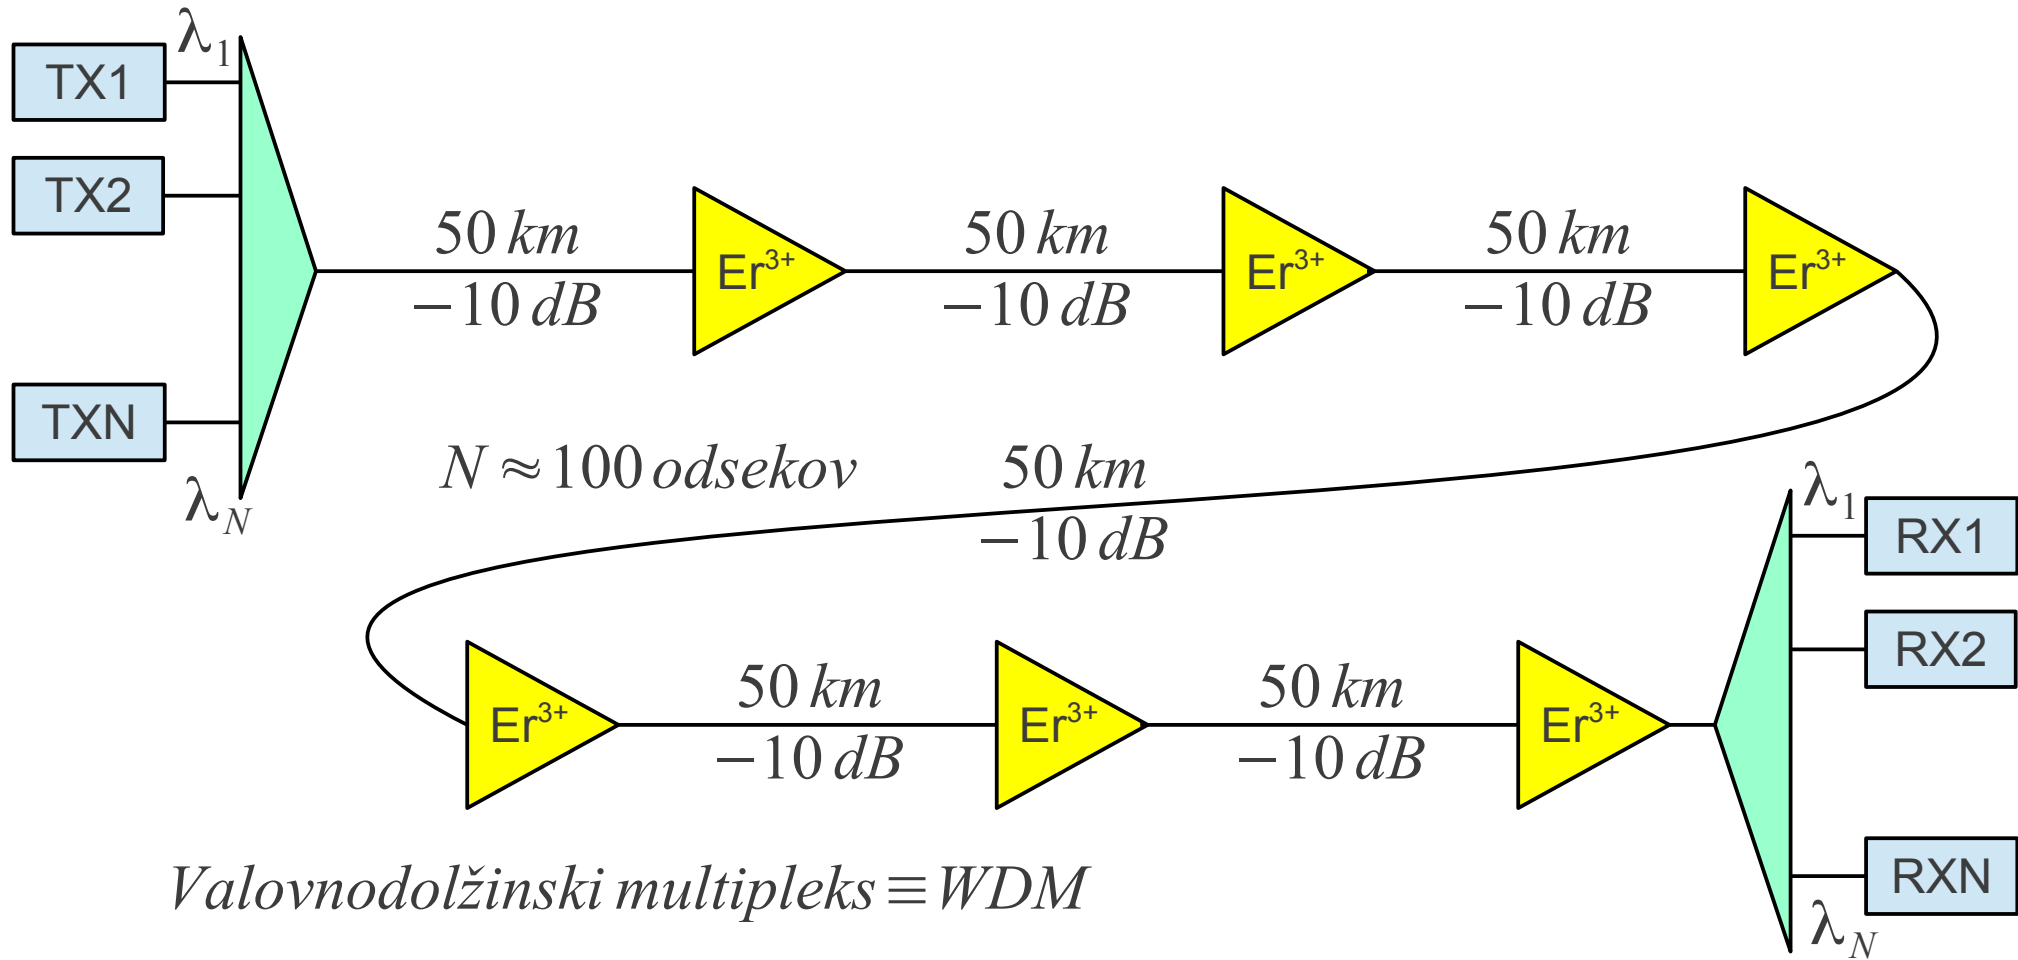 λ₁
TX1
TX2
TXN
λ_N
50 km
−10 dB
Er³⁺
50 km
−10 dB
Er³⁺
50 km
−10 dB
Er³⁺
N ≈ 100 odsekov
50 km
−10 dB
λ₁
RX1
RX2
RXN
λ_N
Er³⁺
50 km
−10 dB
Er³⁺
50 km
−10 dB
Er³⁺
Valovnodolžinski multipleks ≡ WDM